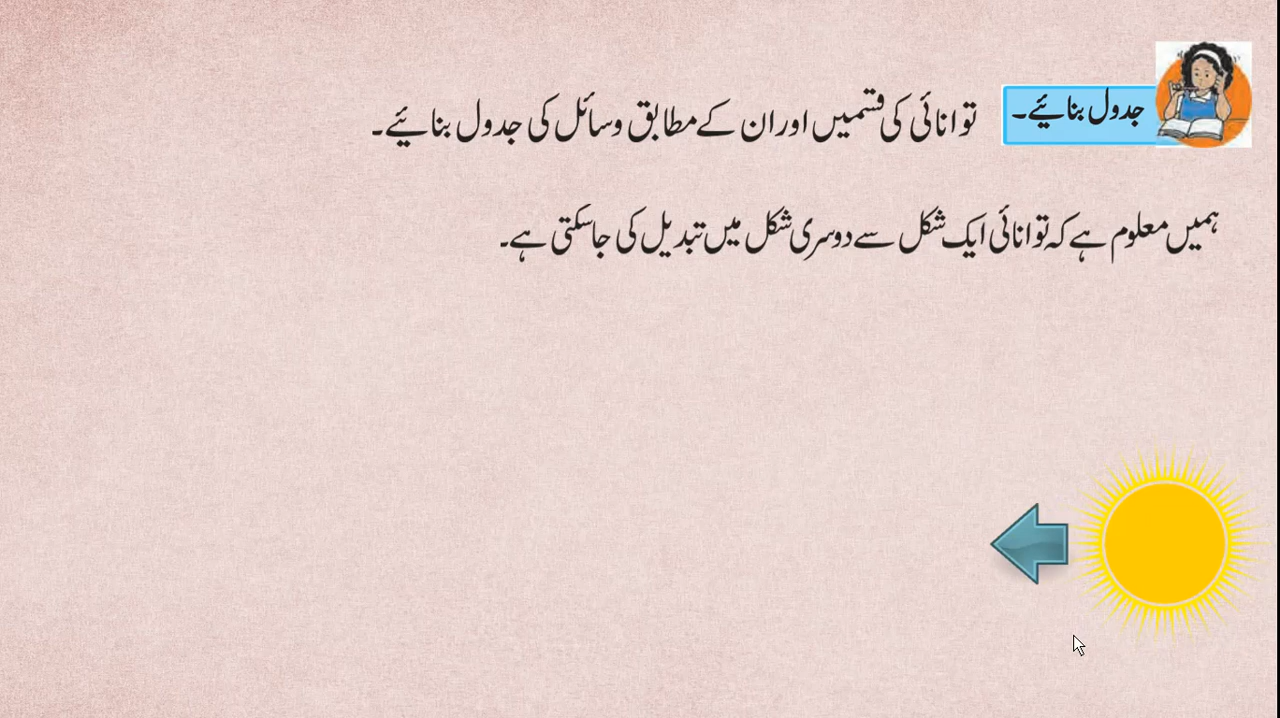 جدول بنائیے۔ توانائی کی قسمیں اور ان کے مطابق وسائل کی جدول بنائیے۔
ہمیں معلوم ہے کہ توانائی ایک شکل سے دوسری شکل میں تبدیل کی جاسکتی ہے۔